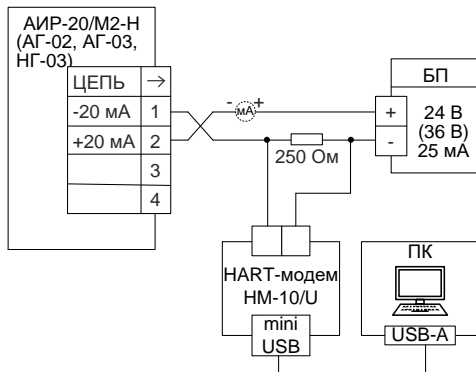 АИР-20/М2-Н
(АГ-02, АГ-03,
НГ-03)
ЦЕПЬ →
-20 мА 1
+20 мА 2
3
4
- мА +
250 Ом
БП
+
-
24 В
(36 В)
25 мА
HART-модем
HM-10/U
mini
USB
ПК
USB-A